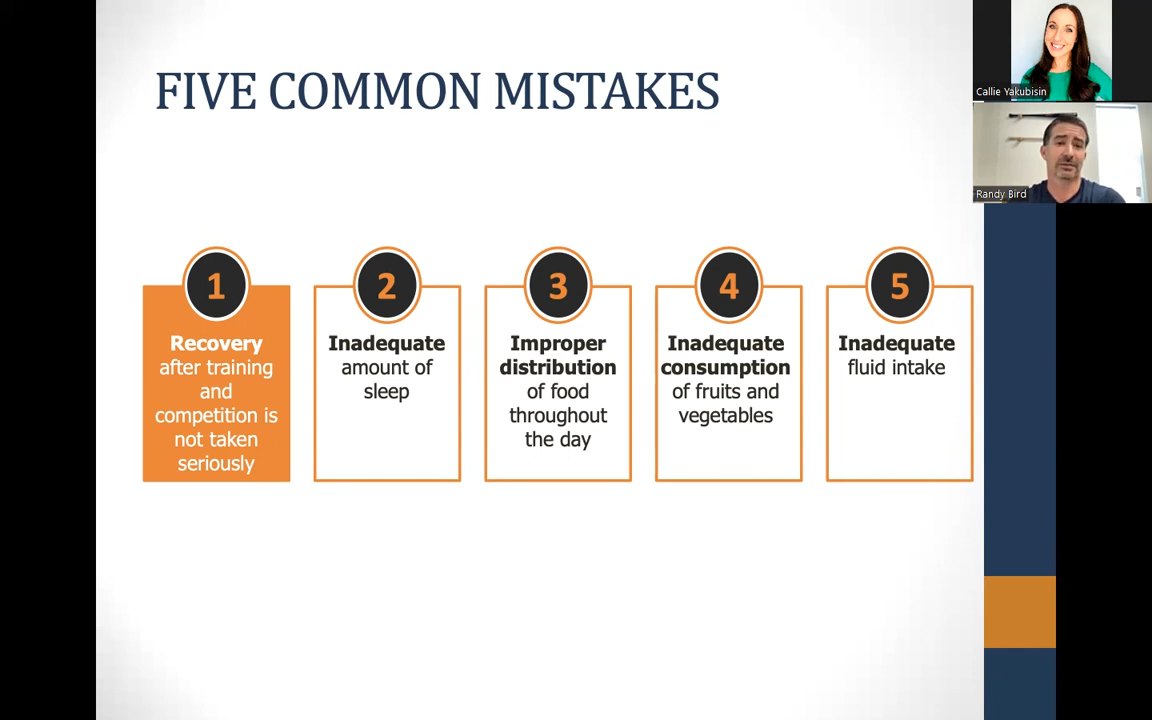 FIVE COMMON MISTAKES
Callie Yakubisin
Randy Bird
1
Recovery
after training
and
competition is
not taken
seriously
2
Inadequate
amount of
sleep
3
Improper
distribution
of food
throughout
the day
4
Inadequate
consumption
of fruits and
vegetables
5
Inadequate
fluid intake